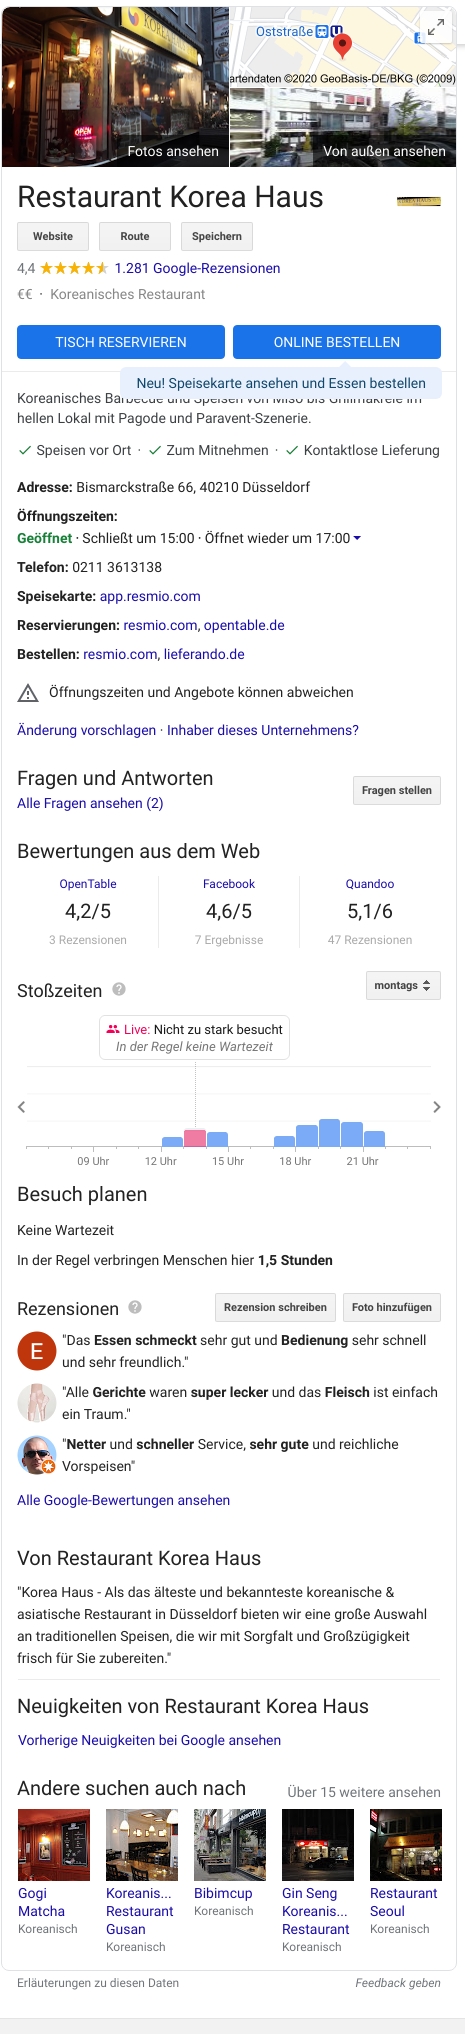 KOREA HAUS
OPEN
Fotos ansehen
Oststraße
artendaten ©2020 GeoBasis-DE/BKG (©2009)
Von außen ansehen
Restaurant Korea Haus
Website
Route
Speichern
4,4 1.281 Google-Rezensionen
€€ · Koreanisches Restaurant
TISCH RESERVIEREN
ONLINE BESTELLEN
Neu! Speisekarte ansehen und Essen bestellen
Koreanisches Barbecue und Speisen von Miso bis Grillmakrele im
hellen Lokal mit Pagode und Paravent-Szenerie.
Speisen vor Ort · Zum Mitnehmen · Kontaktlose Lieferung
Adresse: Bismarckstraße 66, 40210 Düsseldorf
Öffnungszeiten:
Geöffnet · Schließt um 15:00 · Öffnet wieder um 17:00
Telefon: 0211 3613138
Speisekarte: app.resmio.com
Reservierungen: resmio.com, opentable.de
Bestellen: resmio.com, lieferando.de
Öffnungszeiten und Angebote können abweichen
Änderung vorschlagen · Inhaber dieses Unternehmens?
Fragen und Antworten
Alle Fragen ansehen (2)
Fragen stellen
Bewertungen aus dem Web
OpenTable
Facebook
Quandoo
4,2/5
4,6/5
5,1/6
3 Rezensionen
7 Ergebnisse
47 Rezensionen
Stoßzeiten
montags
Live: Nicht zu stark besucht
In der Regel keine Wartezeit
09 Uhr 12 Uhr 15 Uhr 18 Uhr 21 Uhr
Besuch planen
Keine Wartezeit
In der Regel verbringen Menschen hier 1,5 Stunden
Rezensionen
Rezension schreiben
Foto hinzufügen
E
"Das Essen schmeckt sehr gut und Bedienung sehr schnell
und sehr freundlich."
"Alle Gerichte waren super lecker und das Fleisch ist einfach
ein Traum."
"Netter und schneller Service, sehr gute und reichliche
Vorspeisen"
Alle Google-Bewertungen ansehen
Von Restaurant Korea Haus
"Korea Haus - Als das älteste und bekannteste koreanische &
asiatische Restaurant in Düsseldorf bieten wir eine große Auswahl
an traditionellen Speisen, die wir mit Sorgfalt und Großzügigkeit
frisch für Sie zubereiten."
Neuigkeiten von Restaurant Korea Haus
Vorherige Neuigkeiten bei Google ansehen
Andere suchen auch nach
Über 15 weitere ansehen
Gogi
Matcha
Koreanisch
Koreanis...
Restaurant
Gusan
Koreanisch
Bibimcup
Koreanisch
Gin Seng
Koreanis...
Restaurant
Koreanisch
Restaurant
Seoul
Koreanisch
Erläuterungen zu diesen Daten
Feedback geben